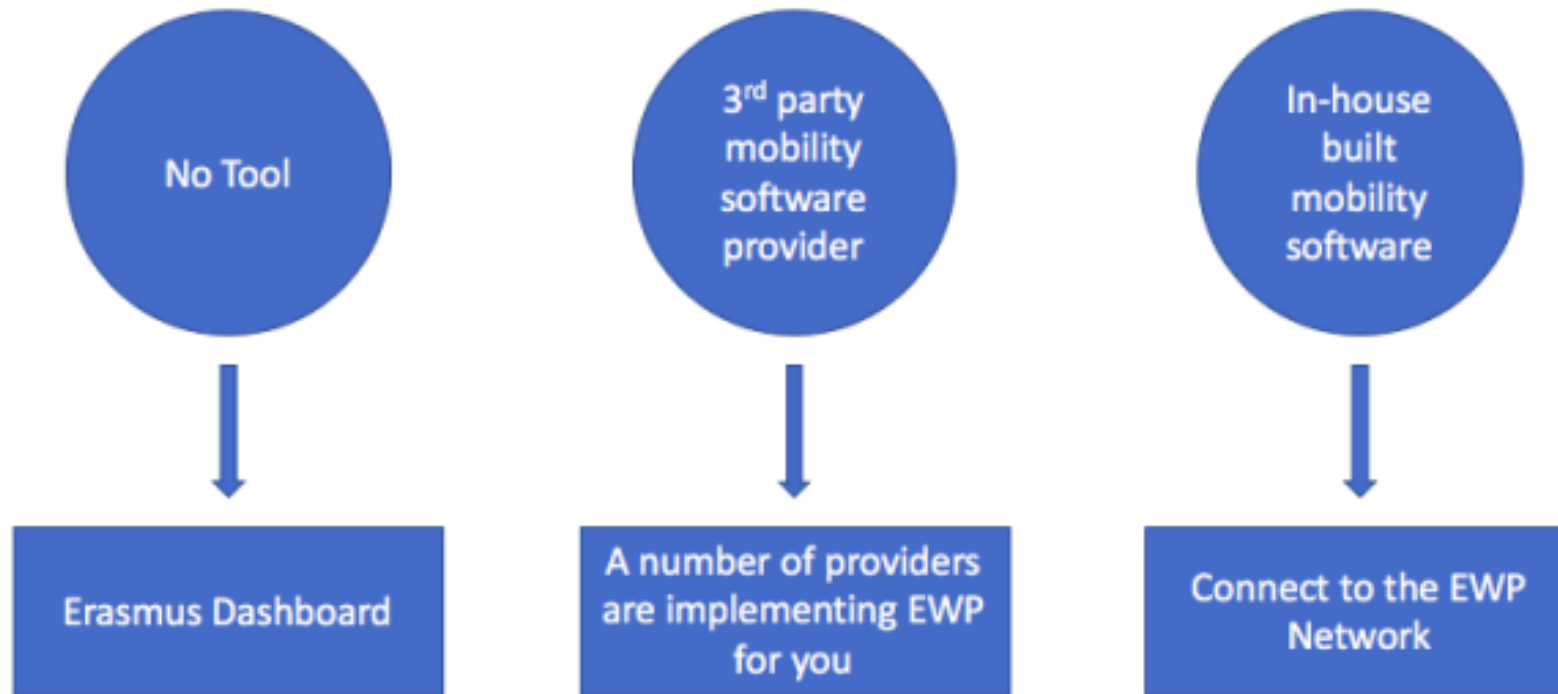 No Tool
3rd party
mobility
software
provider
In-house
built
mobility
software
Erasmus Dashboard
A number of providers
are implementing EWP
for you
Connect to the EWP
Network